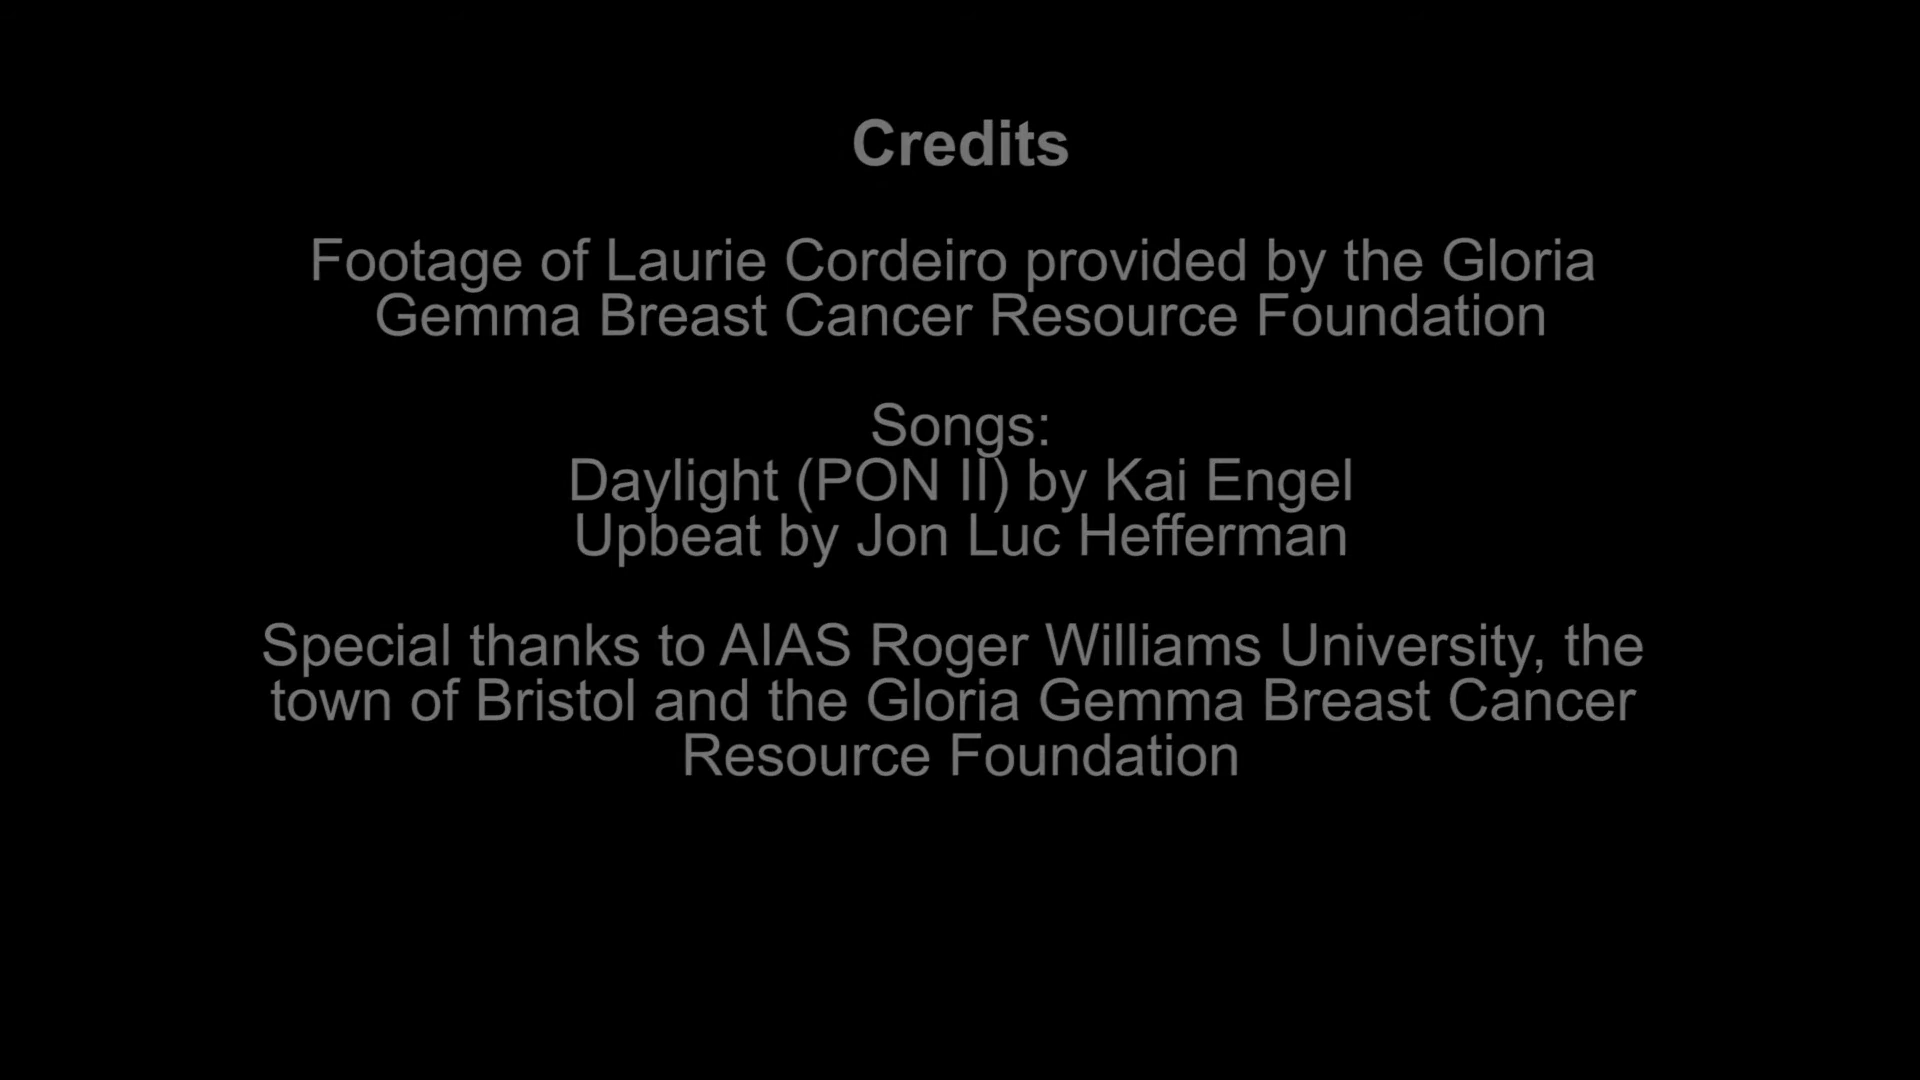 Credits
Footage of Laurie Cordeiro provided by the Gloria
Gemma Breast Cancer Resource Foundation
Songs:
Daylight (PON II) by Kai Engel
Upbeat by Jon Luc Hefferman
Special thanks to AIAS Roger Williams University, the
town of Bristol and the Gloria Gemma Breast Cancer
Resource Foundation